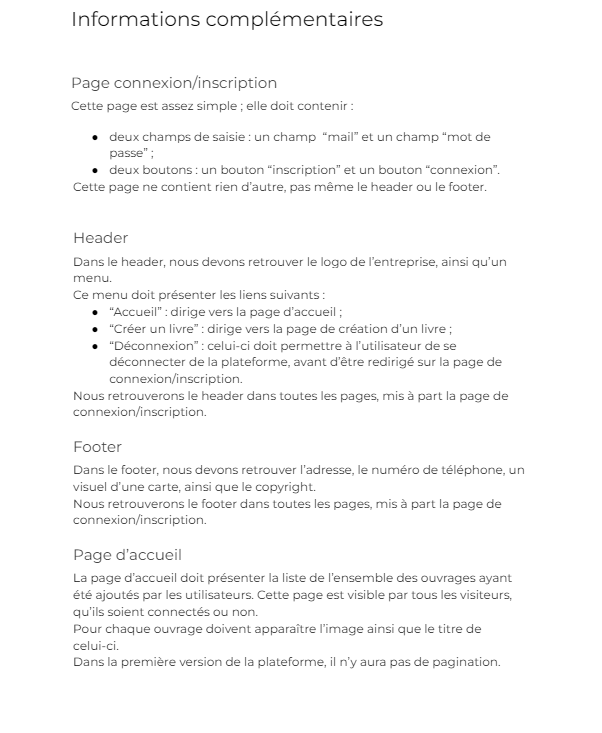 Informations complémentaires
Page connexion/inscription
Cette page est assez simple ; elle doit contenir :
● deux champs de saisie : un champ “mail” et un champ “mot de
passe” ;
● deux boutons : un bouton “inscription” et un bouton “connexion”.
Cette page ne contient rien d’autre, pas même le header ou le footer.
Header
Dans le header, nous devons retrouver le logo de l’entreprise, ainsi qu’un
menu.
Ce menu doit présenter les liens suivants :
● “Accueil” : dirige vers la page d’accueil ;
● “Créer un livre” : dirige vers la page de création d’un livre ;
● “Déconnexion” : celui-ci doit permettre à l’utilisateur de se
déconnecter de la plateforme, avant d’être redirigé sur la page de
connexion/inscription.
Nous retrouverons le header dans toutes les pages, mis à part la page de
connexion/inscription.
Footer
Dans le footer, nous devons retrouver l’adresse, le numéro de téléphone, un
visuel d’une carte, ainsi que le copyright.
Nous retrouverons le footer dans toutes les pages, mis à part la page de
connexion/inscription.
Page d’accueil
La page d’accueil doit présenter la liste de l’ensemble des ouvrages ayant
été ajoutés par les utilisateurs. Cette page est visible par tous les visiteurs,
qu’ils soient connectés ou non.
Pour chaque ouvrage doivent apparaître l’image ainsi que le titre de
celui-ci.
Dans la première version de la plateforme, il n’y aura pas de pagination.